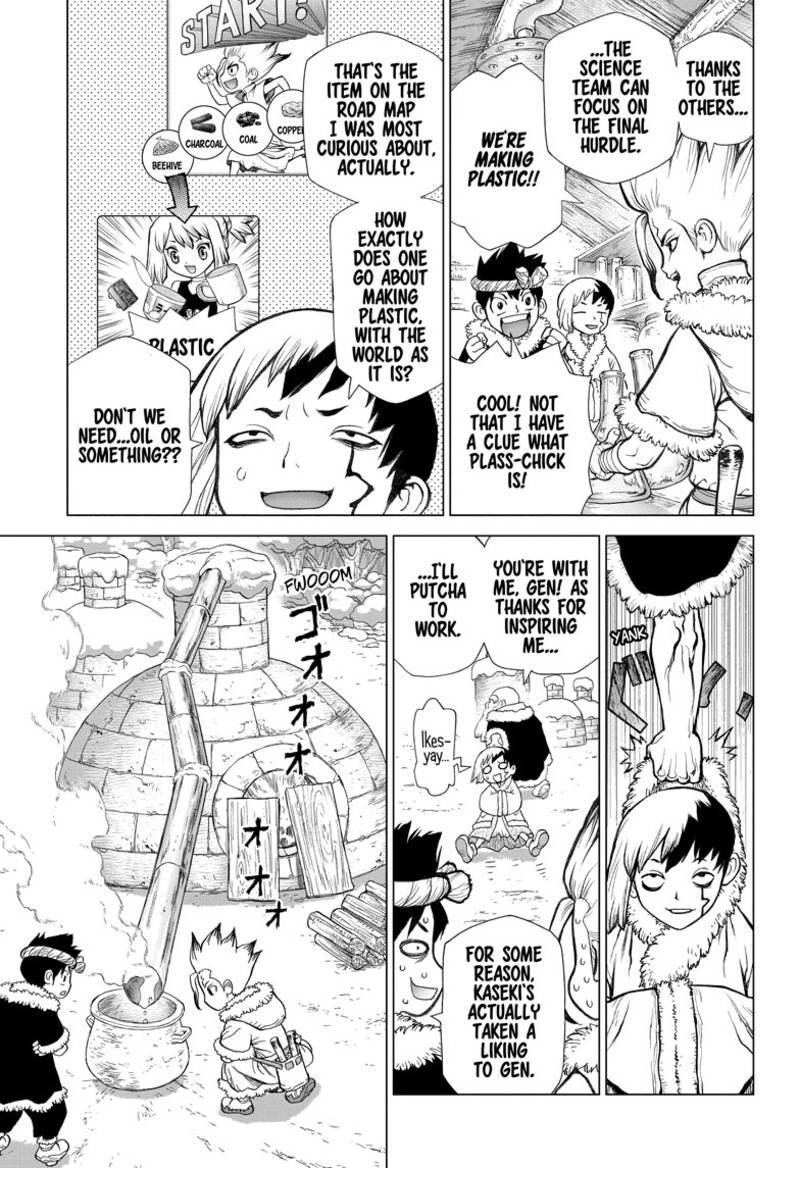 THANKS
TO THE
OTHERS...
...THE
SCIENCE
TEAM CAN
FOCUS ON
THE FINAL
HURDLE.
WE'RE
MAKING
PLASTIC!!
COOL! NOT
THAT I HAVE
A CLUE WHAT
PLASS-CHICK
IS!
THAT'S THE
ITEM ON THE
ROAD MAP
I WAS MOST
CURIOUS ABOUT,
ACTUALLY.
HOW
EXACTLY
DOES ONE
GO ABOUT
MAKING
PLASTIC,
WITH THE
WORLD AS
IT IS?
START!
COPPER
COAL
CHARCOAL
BEEHIVE
PLASTIC
DON'T WE
NEED...OIL OR
SOMETHING??
YANK
YOU'RE WITH
ME, GEN! AS
THANKS FOR
INSPIRING
ME...
...I'LL
PUTCHA
TO
WORK.
Ikes-
yay...
FOR SOME
REASON,
KASEKI'S
ACTUALLY
TAKEN A
LIKING
TO GEN.
FWOOOM
ゴオオオ
オオォ